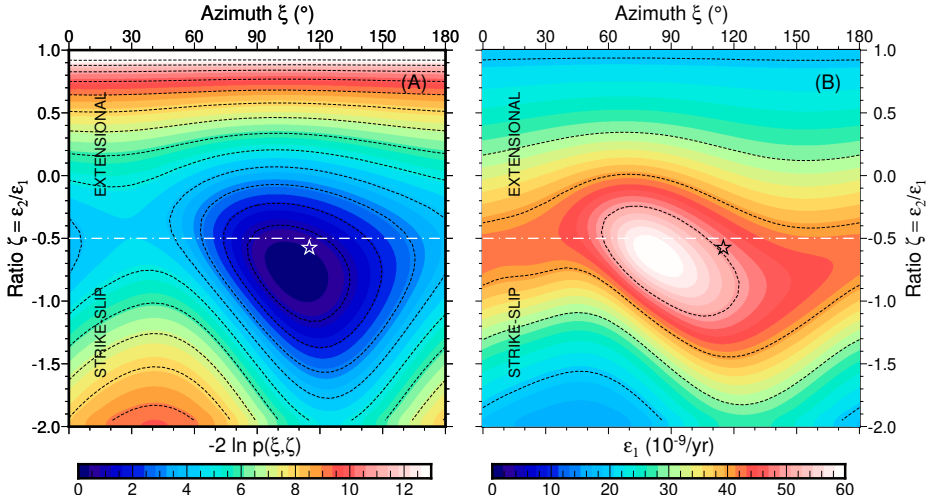 Azimuth ξ (°)
0 30 60 90 120 150 180
1.0
0.5
0.0
-0.5
-1.0
-1.5
-2.0
Ratio ζ = ε₂/ε₁
EXTENSIONAL
STRIKE-SLIP
(A)
-2 ln p(ξ,ζ)
0 2 4 6 8 10 12
Azimuth ξ (°)
0 30 60 90 120 150 180
(B)
EXTENSIONAL
STRIKE-SLIP
1.0
0.5
0.0
-0.5
-1.0
-1.5
-2.0
Ratio ζ = ε₂/ε₁
ε₁ (10⁻⁹/yr)
0 10 20 30 40 50 60